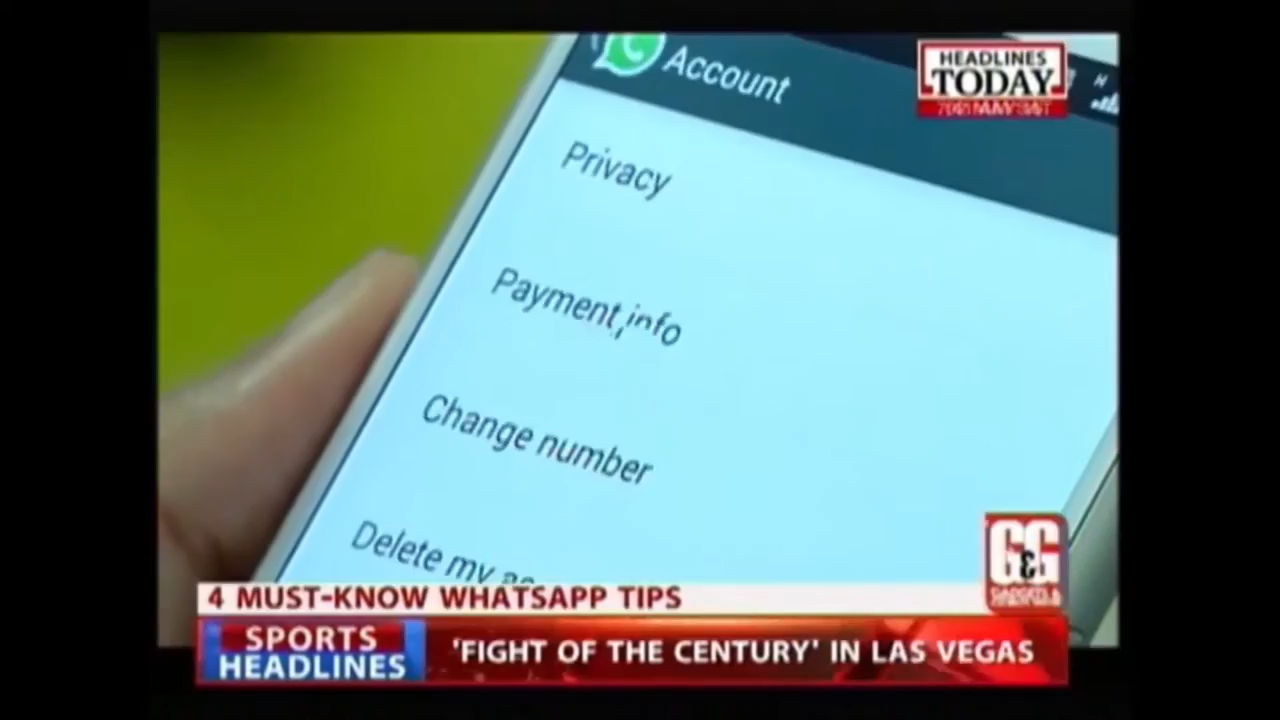 Account
HEADLINES
TODAY
Privacy
Payment info
Change number
Delete my
G&G
4 MUST-KNOW WHATSAPP TIPS
SPORTS
HEADLINES
'FIGHT OF THE CENTURY' IN LAS VEGAS